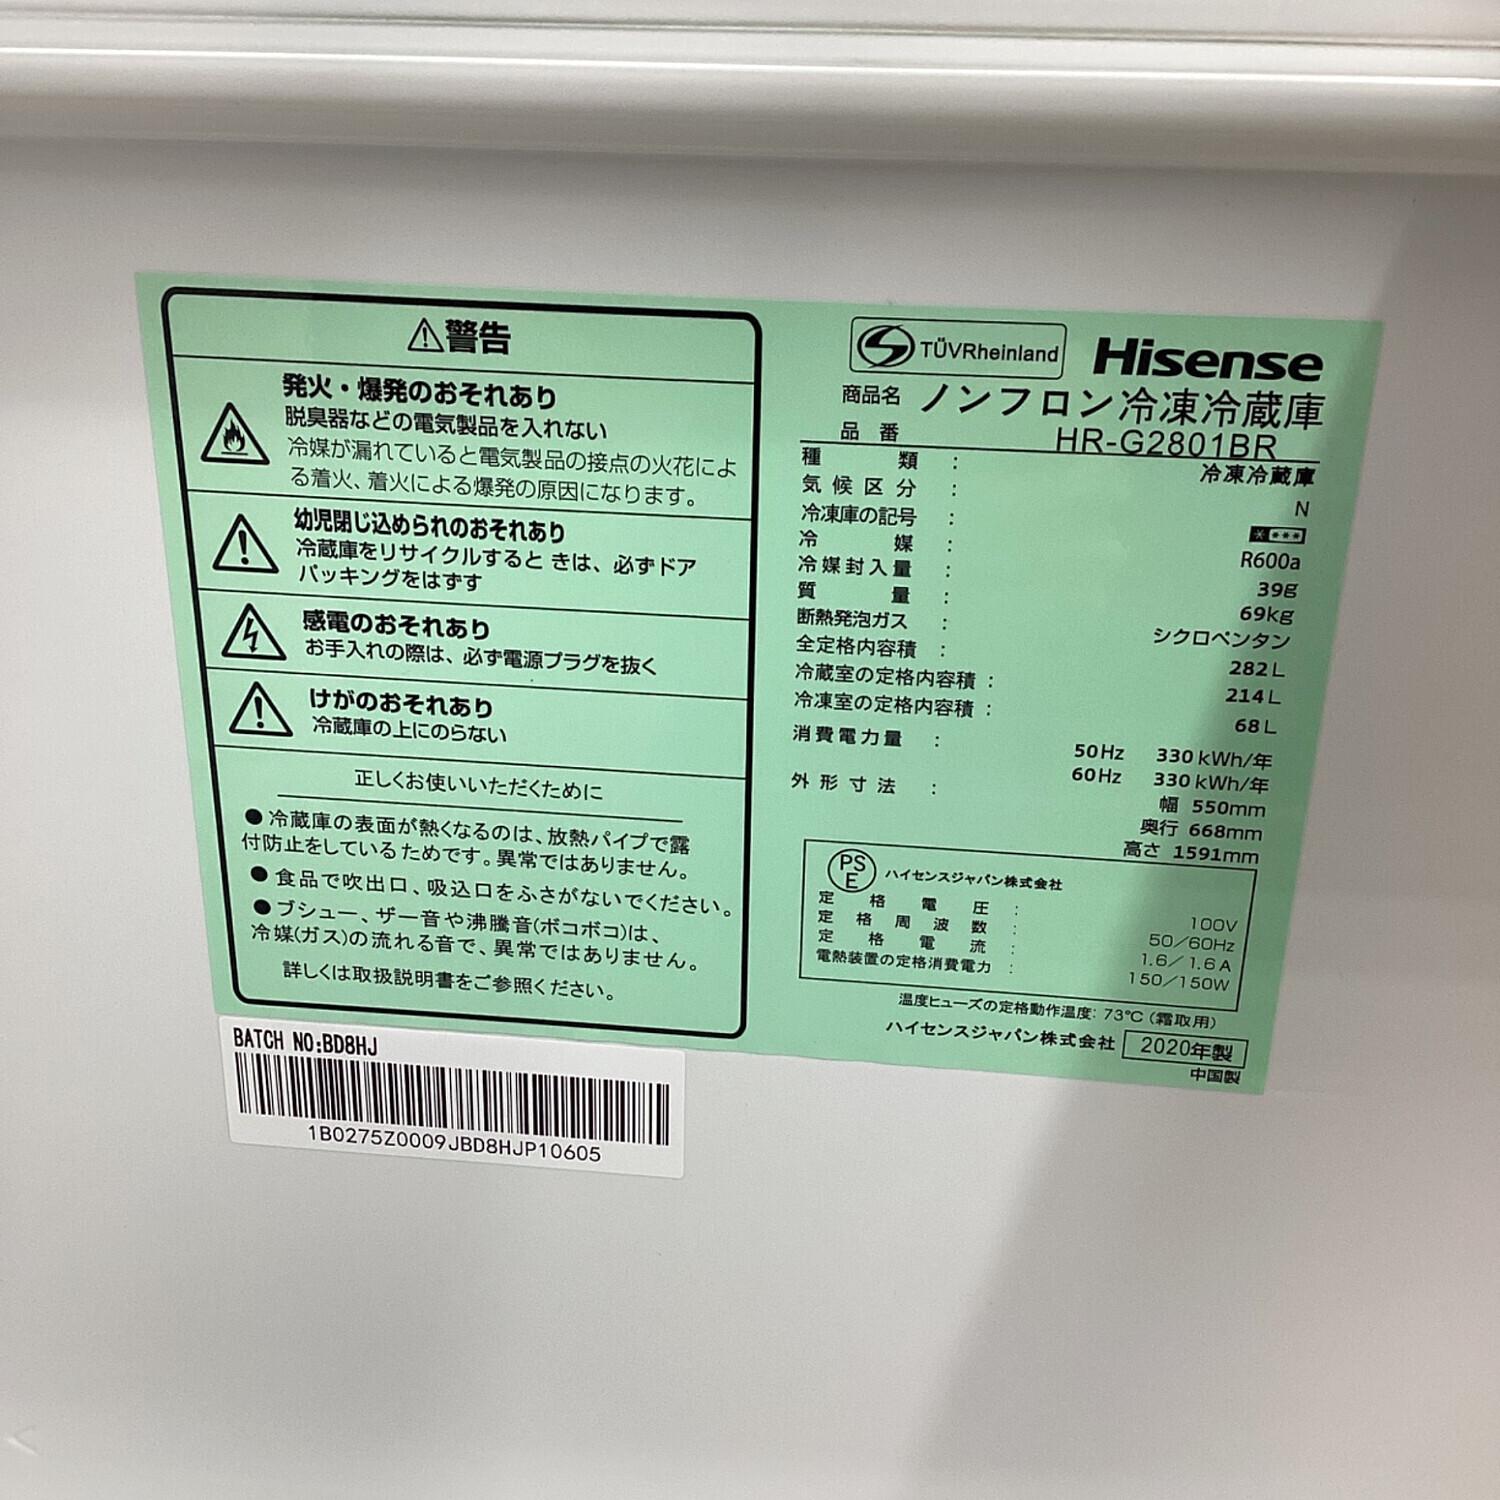 ⚠警告
発火・爆発のおそれあり
脱臭器などの電気製品を入れない
冷媒が漏れていると電気製品の接点の火花によ
る着火、着火による爆発の原因になります。
幼児閉じ込められのおそれあり
冷蔵庫をリサイクルするときは、必ずドア
パッキングをはずす
感電のおそれあり
お手入れの際は、必ず電源プラグを抜く
けがのおそれあり
冷蔵庫の上にのらない
正しくお使いいただくために
●冷蔵庫の表面が熱くなるのは、放熱パイプで露
付防止をしているためです。異常ではありません。
●食品で吹出口、吸込口をふさがないでください。
●ブシュー、ザー音や沸騰音(ボコボコ)は、
冷媒(ガス)の流れる音で、異常ではありません。
詳しくは取扱説明書をご参照ください。
TÜVRheinland Hisense
商品名 ノンフロン冷凍冷蔵庫
品番 HR-G2801BR
種類 : 冷凍冷蔵庫
気候区分 : N
冷凍庫の記号 : ＊＊＊＊
冷媒 : R600a
冷媒封入量 : 39g
質量 : 69kg
断熱発泡ガス : シクロペンタン
全定格内容積 : 282L
冷蔵室の定格内容積 : 214L
冷凍室の定格内容積 : 68L
消費電力量 : 50Hz 330kWh/年
60Hz 330kWh/年
外形寸法 : 幅 550mm
奥行 668mm
高さ 1591mm
PSE ハイセンスジャパン株式会社
定格電圧 : 100V
定格周波数 : 50／60Hz
定格電流 : 1.6／1.6A
電熱装置の定格消費電力 : 150／150W
温度ヒューズの定格動作温度: 73℃(霜取用)
ハイセンスジャパン株式会社 2020年製
中国製
BATCH NO:BD8HJ
1B0275Z0009JBD8HJP10605